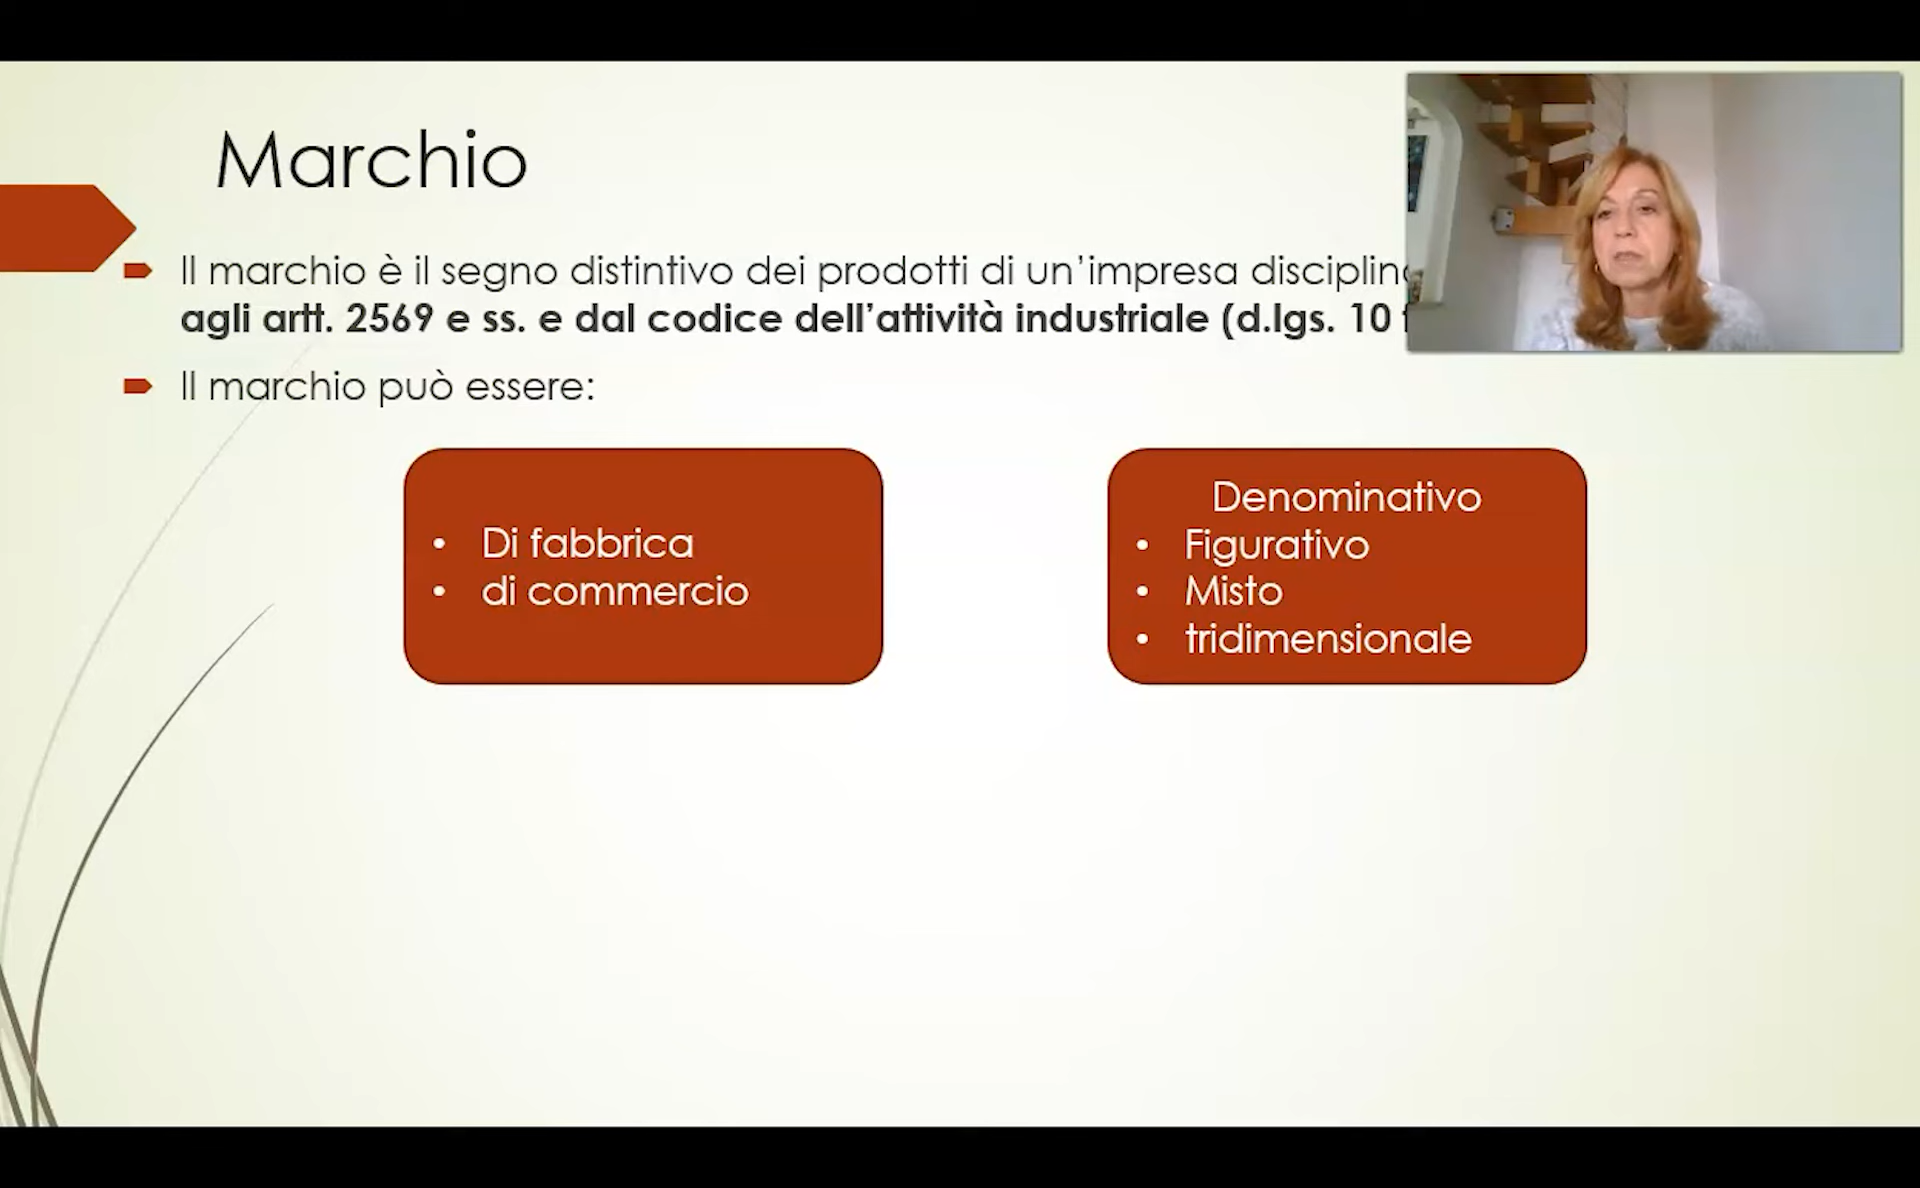 Marchio
Il marchio è il segno distintivo dei prodotti di un'impresa
agli artt. 2569 e ss. e dal codice dell'attività industriale (d.lgs. 10
Il marchio può essere:
Di fabbrica
di commercio
Denominativo
Figurativo
Misto
tridimensionale